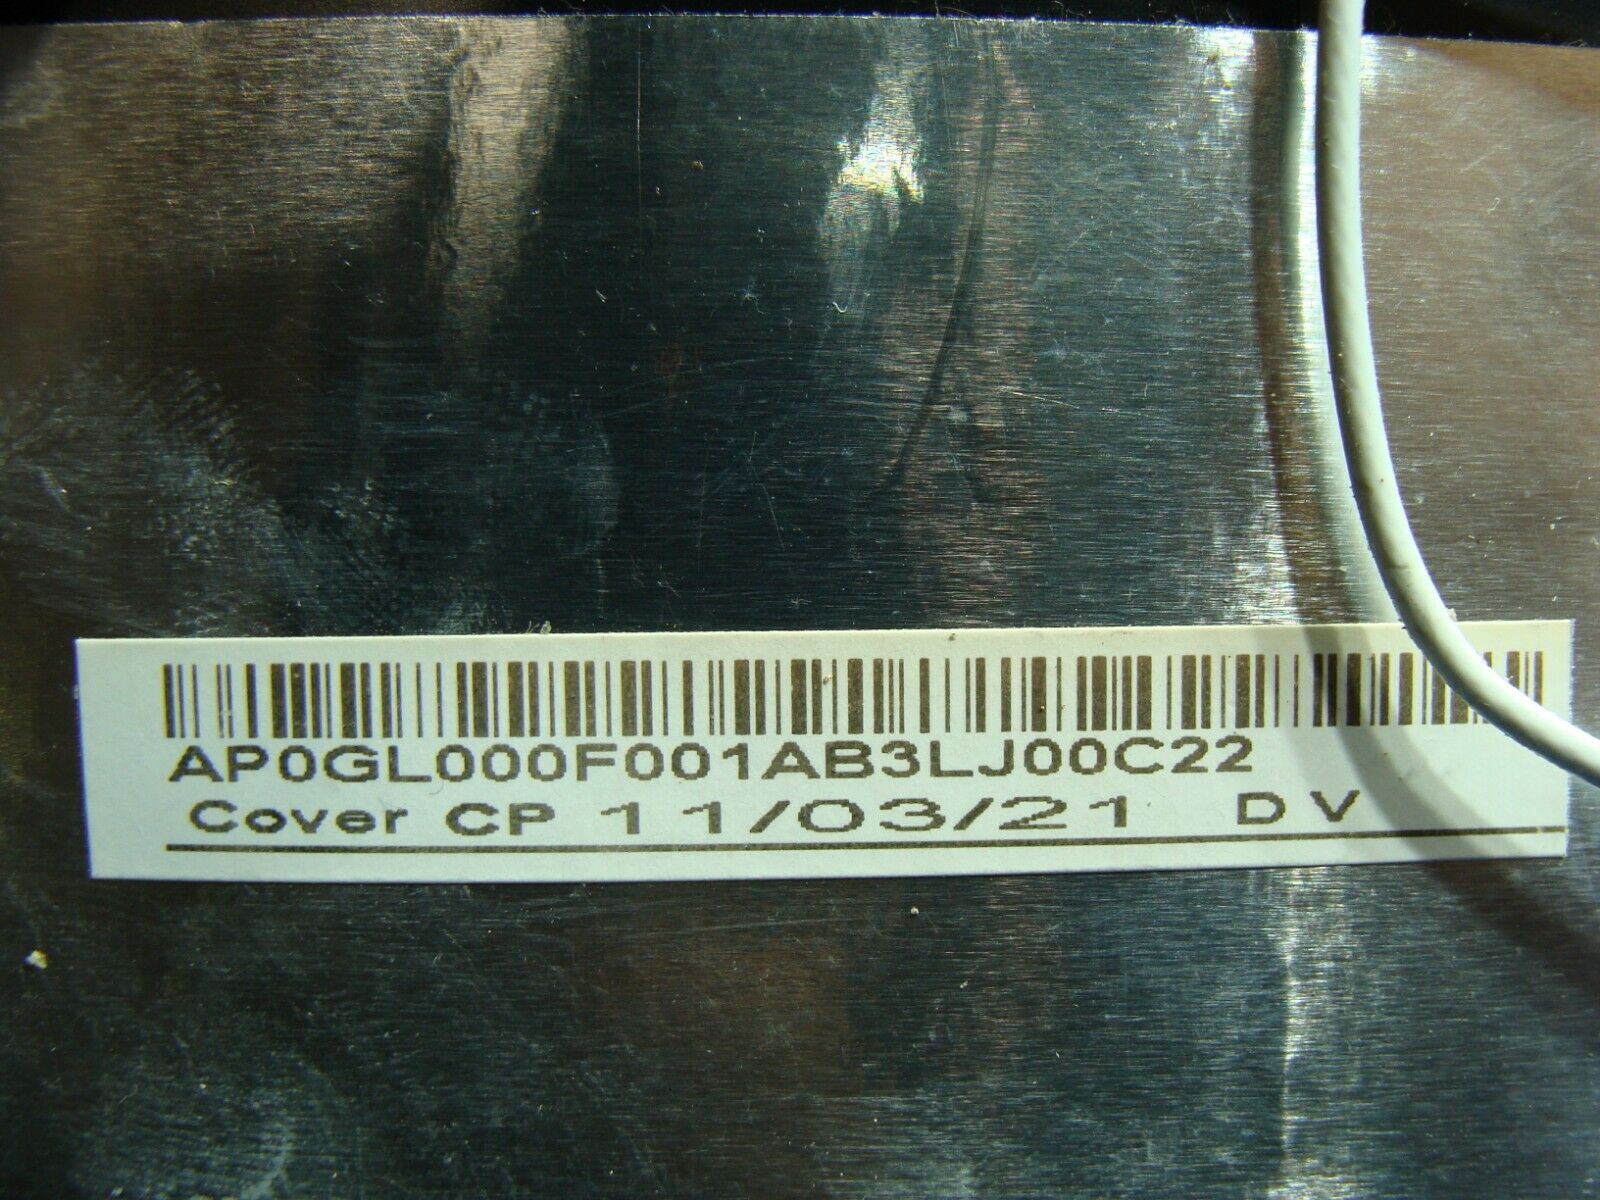 AP0GL000F001AB3LJ00C22
Cover CP 11/03/21 DV